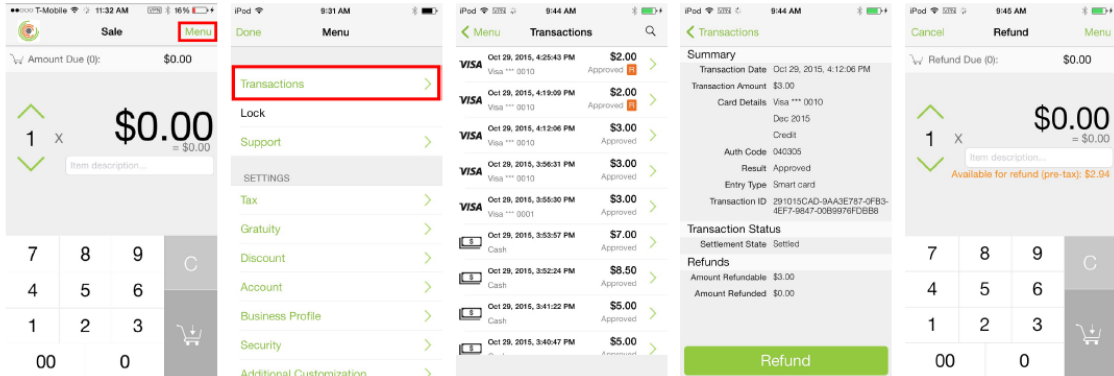 T-Mobile 11:32 AM 16%
Sale
Menu
Amount Due (0): $0.00
1 x $0.00
= $0.00
Item description...
7 8 9 C
4 5 6
1 2 3
00 0
iPod 9:31 AM
Done Menu
Transactions
Lock
Support
SETTINGS
Tax
Gratuity
Discount
Account
Business Profile
Security
Additional Customization
iPod 9:44 AM
Menu Transactions
VISA Oct 29, 2015, 4:25:43 PM $2.00
Visa *** 0010 Approved R
VISA Oct 29, 2015, 4:19:09 PM $2.00
Visa *** 0010 Approved R
VISA Oct 29, 2015, 4:12:06 PM $3.00
Visa *** 0010 Approved
VISA Oct 29, 2015, 3:56:31 PM $3.00
Visa *** 0010 Approved
VISA Oct 29, 2015, 3:55:30 PM $3.00
Visa *** 0001 Approved
Oct 29, 2015, 3:53:57 PM $7.00
Cash Approved
Oct 29, 2015, 3:52:24 PM $8.50
Cash Approved
Oct 29, 2015, 3:41:22 PM $5.00
Cash Approved
Oct 29, 2015, 3:40:47 PM $5.00
iPod 9:44 AM
Transactions
Summary
Transaction Date Oct 29, 2015, 4:12:06 PM
Transaction Amount $3.00
Card Details Visa *** 0010
Dec 2015
Credit
Auth Code 040305
Result Approved
Entry Type Smart card
Transaction ID 291015CAD-9AA3E787-0FB3-
4EF7-9847-00B9976FDBB8
Transaction Status
Settlement State Settled
Refunds
Amount Refundable $3.00
Amount Refunded $0.00
Refund
iPod 9:45 AM
Cancel Refund Menu
Refund Due (0): $0.00
1 x $0.00
= $0.00
Item description...
Available for refund (pre-tax): $2.94
7 8 9 C
4 5 6
1 2 3
00 0